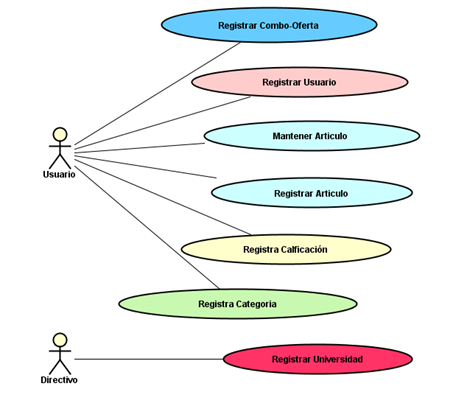 Registrar Combo-Oferta
Registrar Usuario
Mantener Articulo
Usuario
Registrar Articulo
Registra Calficación
Registra Categoria
Registrar Universidad
Directivo